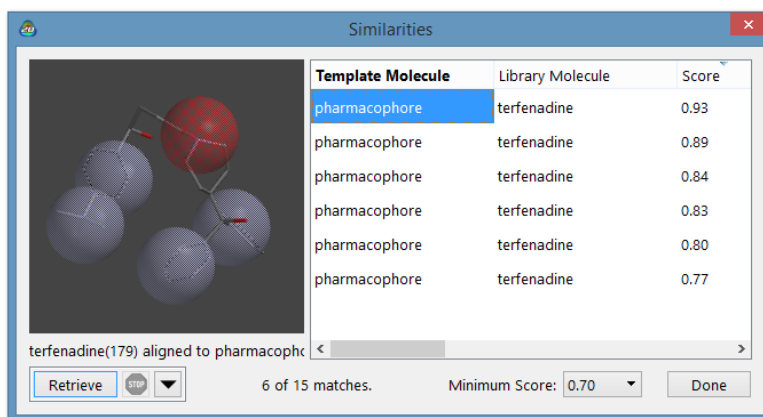 Similarities
Template Molecule Library Molecule Score
pharmacophore terfenadine 0.93
pharmacophore terfenadine 0.89
pharmacophore terfenadine 0.84
pharmacophore terfenadine 0.83
pharmacophore terfenadine 0.80
pharmacophore terfenadine 0.77
terfenadine(179) aligned to pharmacophc
Retrieve STOP 6 of 15 matches. Minimum Score: 0.70 Done